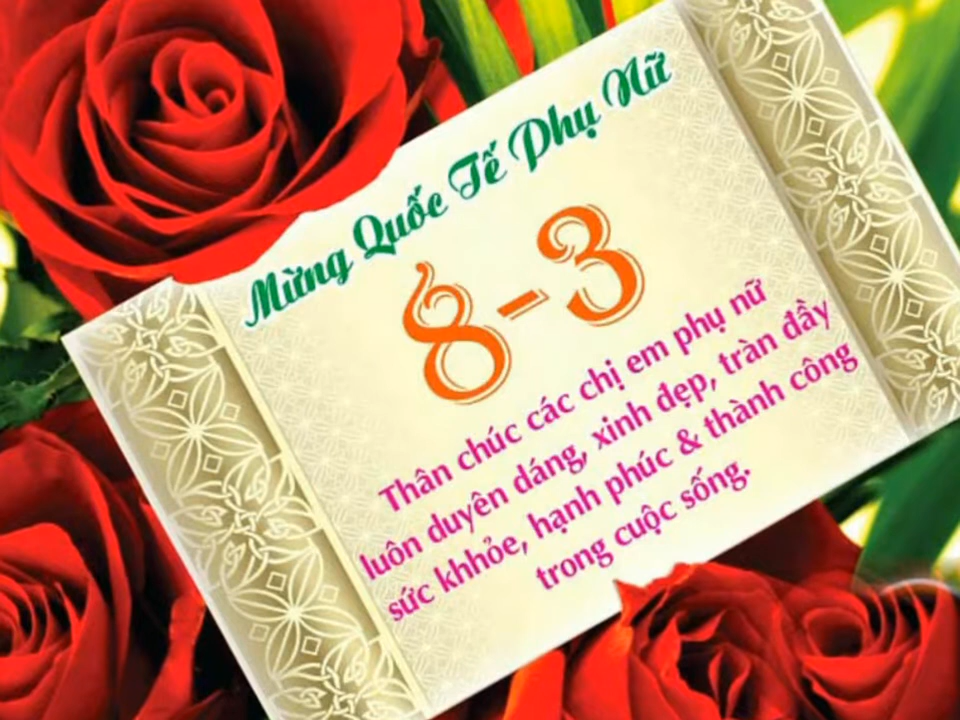 Mừng Quốc Tế Phụ Nữ
8-3
Thân chúc các chị em phụ nữ
luôn duyên dáng, xinh đẹp, tràn đầy
sức khhỏe, hạnh phúc & thành công
trong cuộc sống.